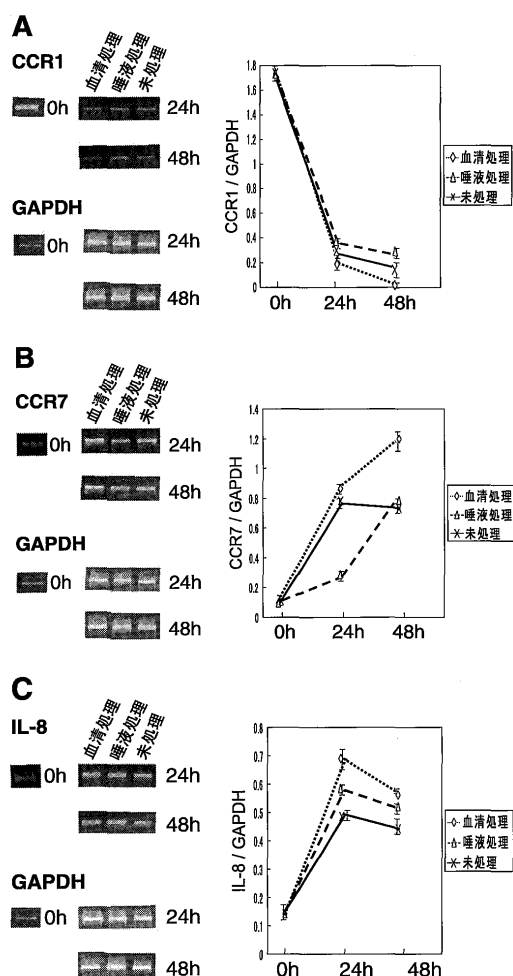 A
CCR1
血清処理
唾液処理
未処理
0h
24h
48h
GAPDH
0h
24h
48h
CCR1 / GAPDH
1.8
1.6
1.4
1.2
1
0.8
0.6
0.4
0.2
0
0h 24h 48h
血清処理
唾液処理
未処理
B
CCR7
血清処理
唾液処理
未処理
0h
24h
48h
GAPDH
0h
24h
48h
CCR7 / GAPDH
1.4
1.2
1
0.8
0.6
0.4
0.2
0
0h 24h 48h
血清処理
唾液処理
未処理
C
IL-8
血清処理
唾液処理
未処理
0h
24h
48h
GAPDH
0h
24h
48h
IL-8 / GAPDH
0.8
0.7
0.6
0.5
0.4
0.3
0.2
0.1
0
0h 24h 48h
血清処理
唾液処理
未処理